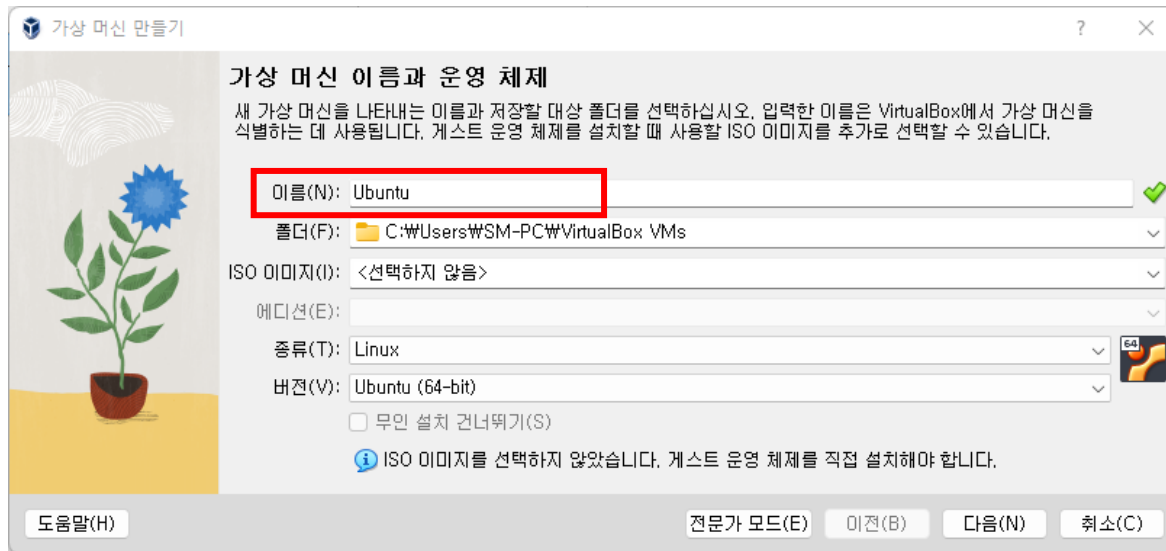 가상 머신 만들기
가상 머신 이름과 운영 체제
새 가상 머신을 나타내는 이름과 저장할 대상 폴더를 선택하십시오. 입력한 이름은 VirtualBox에서 가상 머신을
식별하는 데 사용됩니다. 게스트 운영 체제를 설치할 때 사용할 ISO 이미지를 추가로 선택할 수 있습니다.
이름(N): Ubuntu
폴더(F): C:₩Users₩SM-PC₩VirtualBox VMs
ISO 이미지(I): <선택하지 않음>
에디션(E):
종류(T): Linux
64
버전(V): Ubuntu (64-bit)
무인 설치 건너뛰기(S)
ISO 이미지를 선택하지 않았습니다. 게스트 운영 체제를 직접 설치해야 합니다.
도움말(H) 전문가 모드(E) 이전(B) 다음(N) 취소(C)